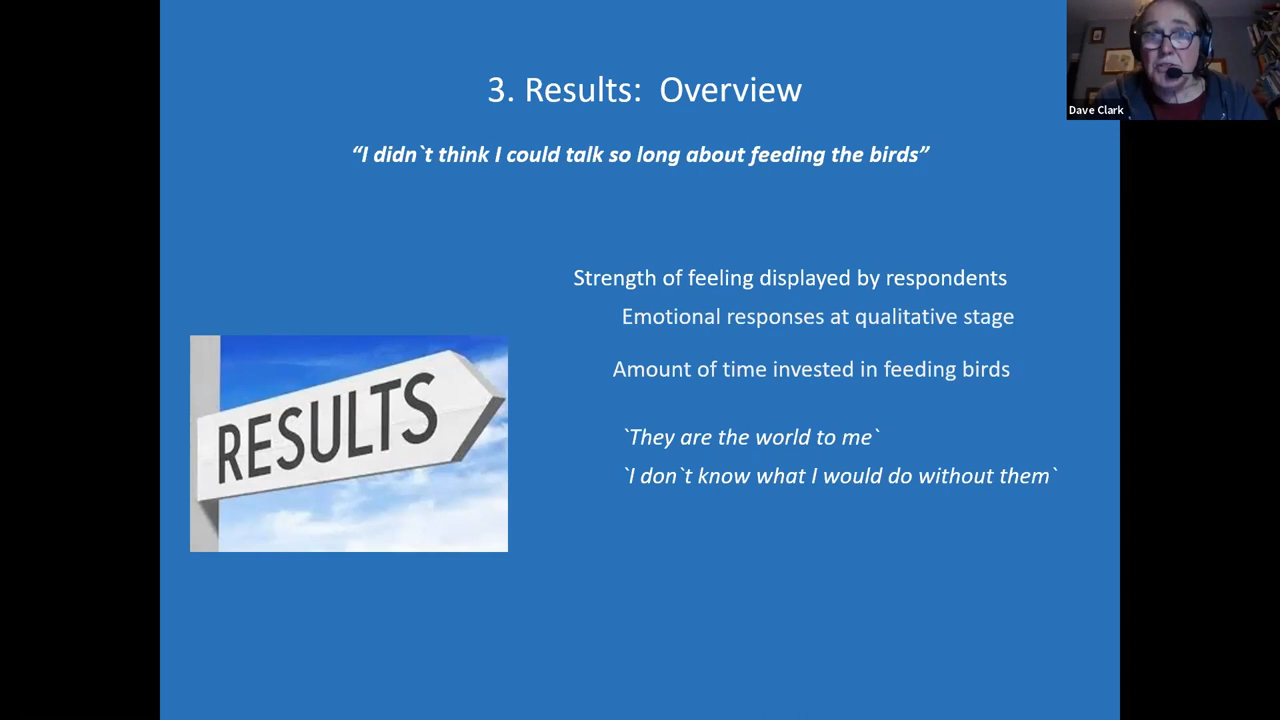 3. Results:  Overview
Dave Clark
“I didn`t think I could talk so long about feeding the birds”
Strength of feeling displayed by respondents
Emotional responses at qualitative stage
Amount of time invested in feeding birds
RESULTS
`They are the world to me`
`I don`t know what I would do without them`